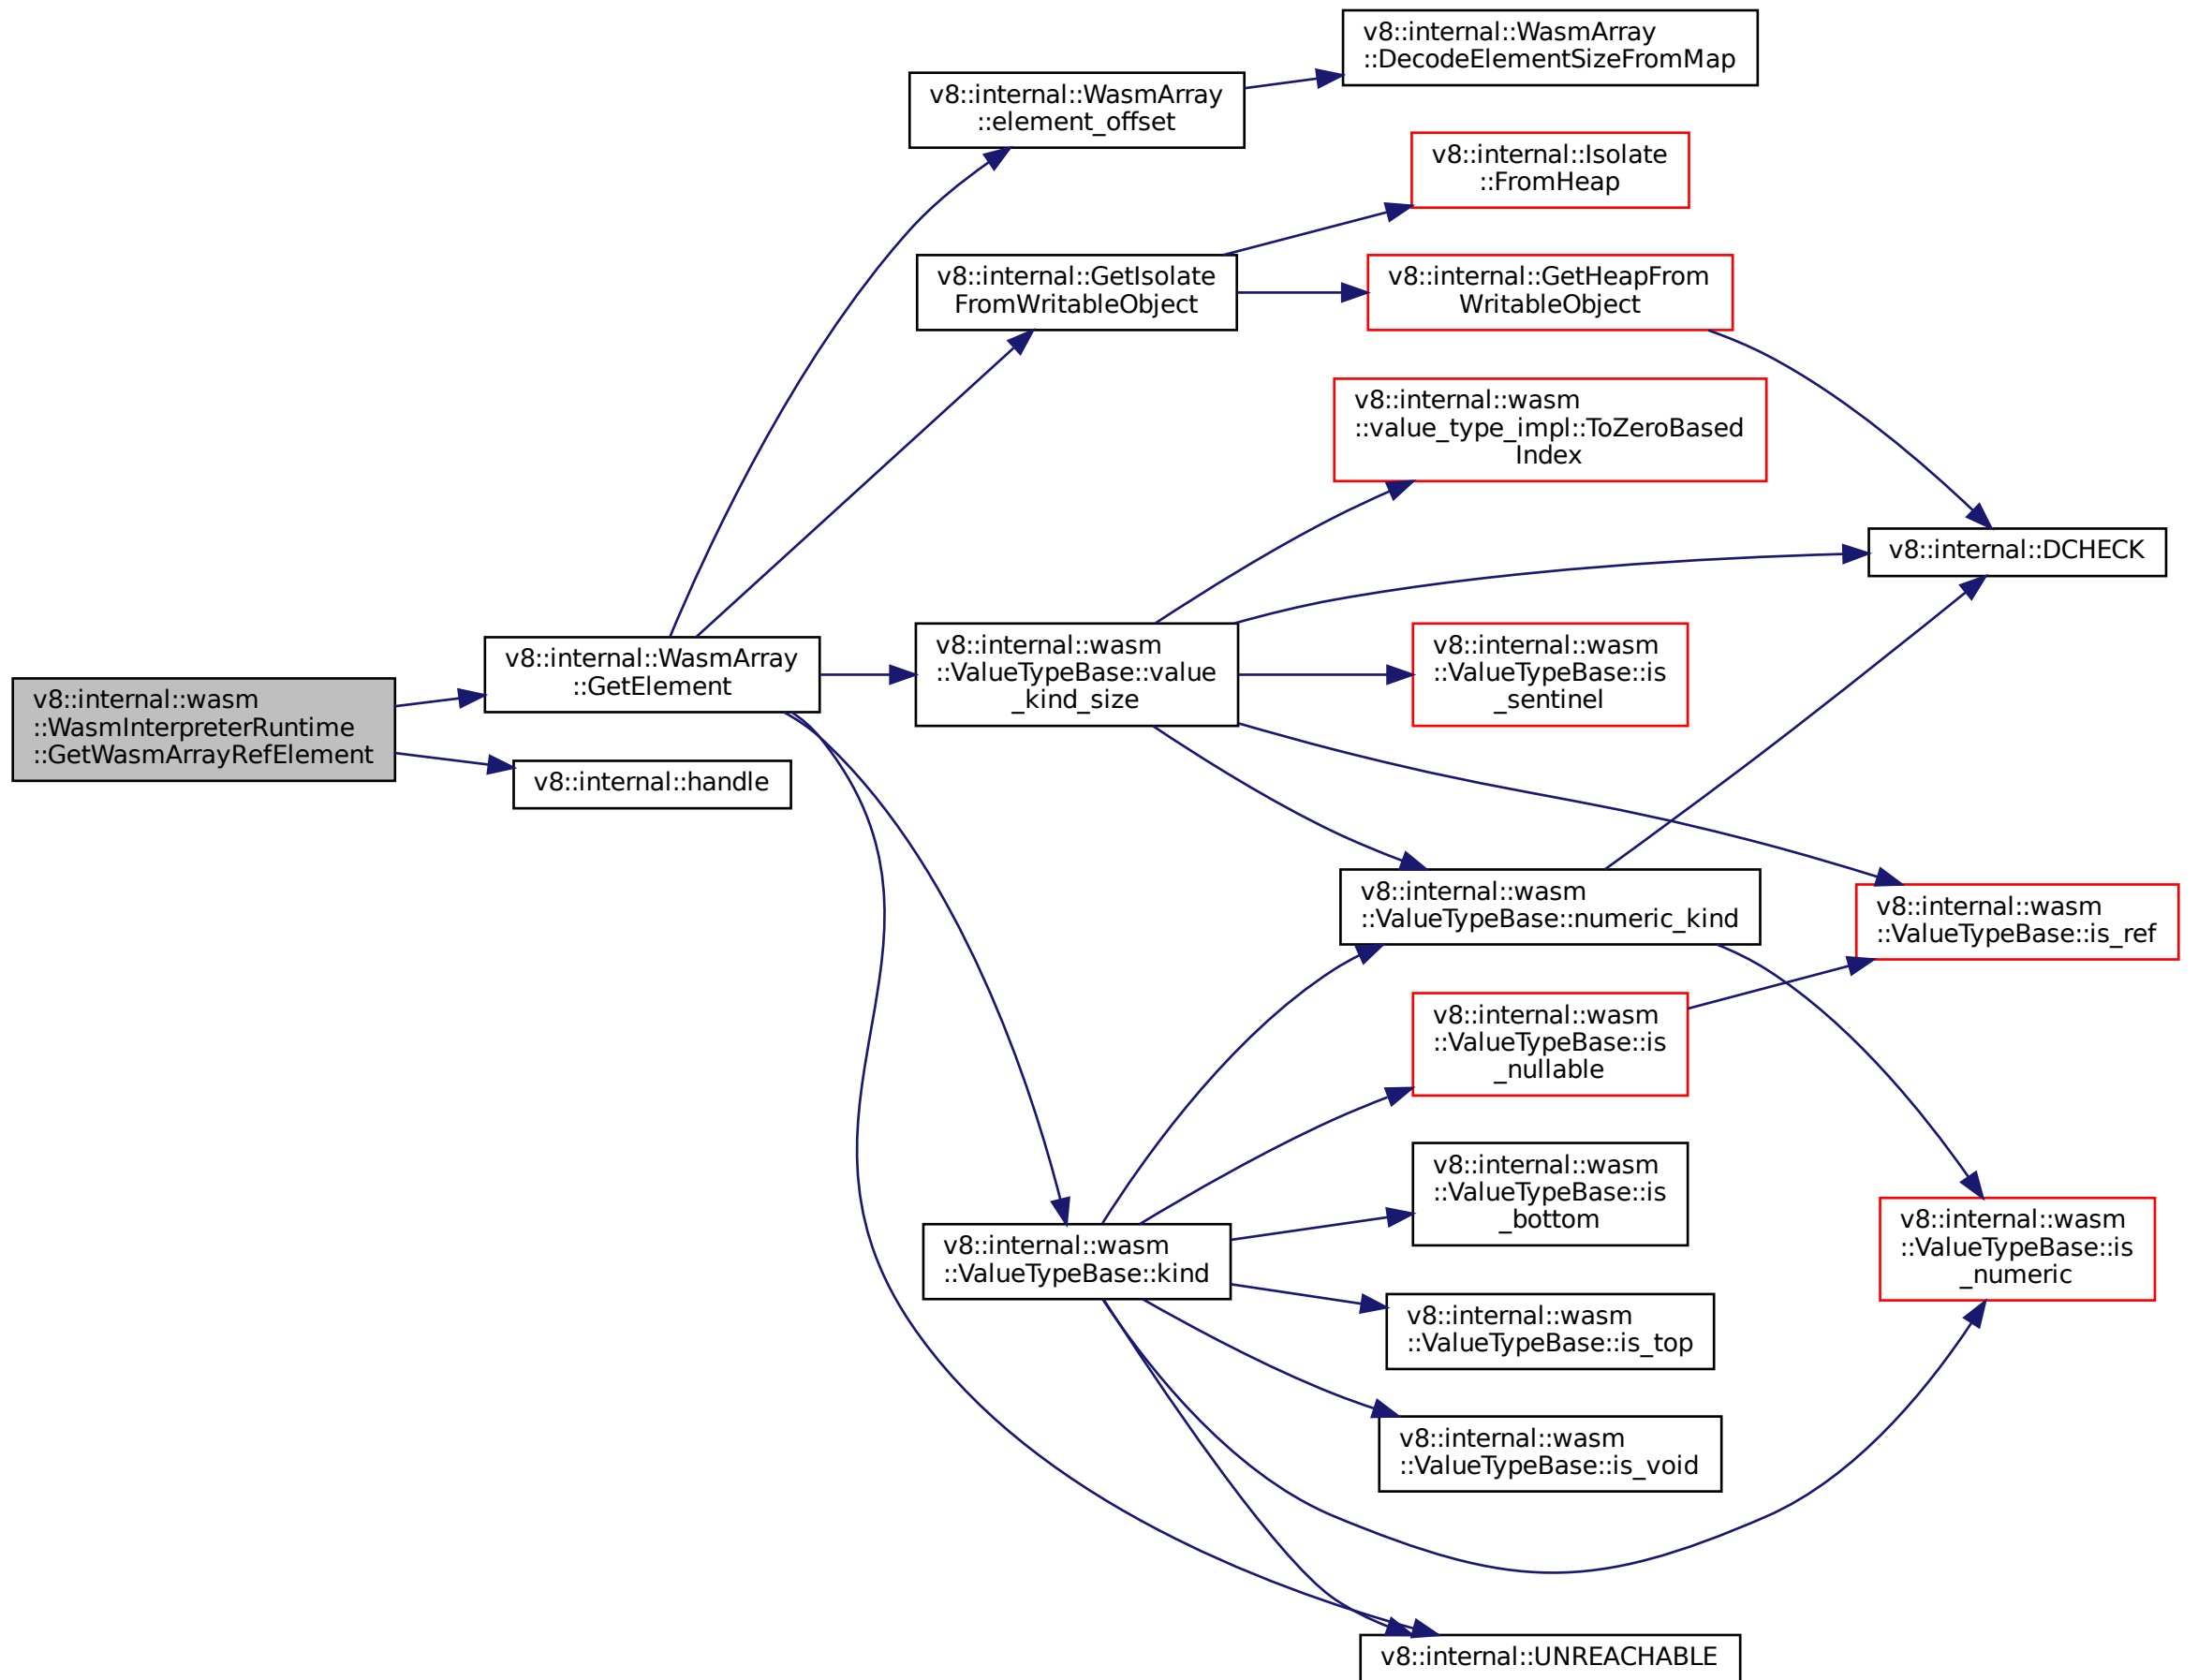 v8::internal::wasm
::WasmInterpreterRuntime
::GetWasmArrayRefElement
v8::internal::WasmArray
::GetElement
v8::internal::handle
v8::internal::WasmArray
::element_offset
v8::internal::GetIsolate
FromWritableObject
v8::internal::wasm
::ValueTypeBase::value
_kind_size
v8::internal::wasm
::ValueTypeBase::kind
v8::internal::WasmArray
::DecodeElementSizeFromMap
v8::internal::Isolate
::FromHeap
v8::internal::GetHeapFrom
WritableObject
v8::internal::wasm
::value_type_impl::ToZeroBased
Index
v8::internal::wasm
::ValueTypeBase::is
_sentinel
v8::internal::wasm
::ValueTypeBase::numeric_kind
v8::internal::wasm
::ValueTypeBase::is
_nullable
v8::internal::wasm
::ValueTypeBase::is
_bottom
v8::internal::wasm
::ValueTypeBase::is_top
v8::internal::wasm
::ValueTypeBase::is_void
v8::internal::UNREACHABLE
v8::internal::DCHECK
v8::internal::wasm
::ValueTypeBase::is_ref
v8::internal::wasm
::ValueTypeBase::is
_numeric